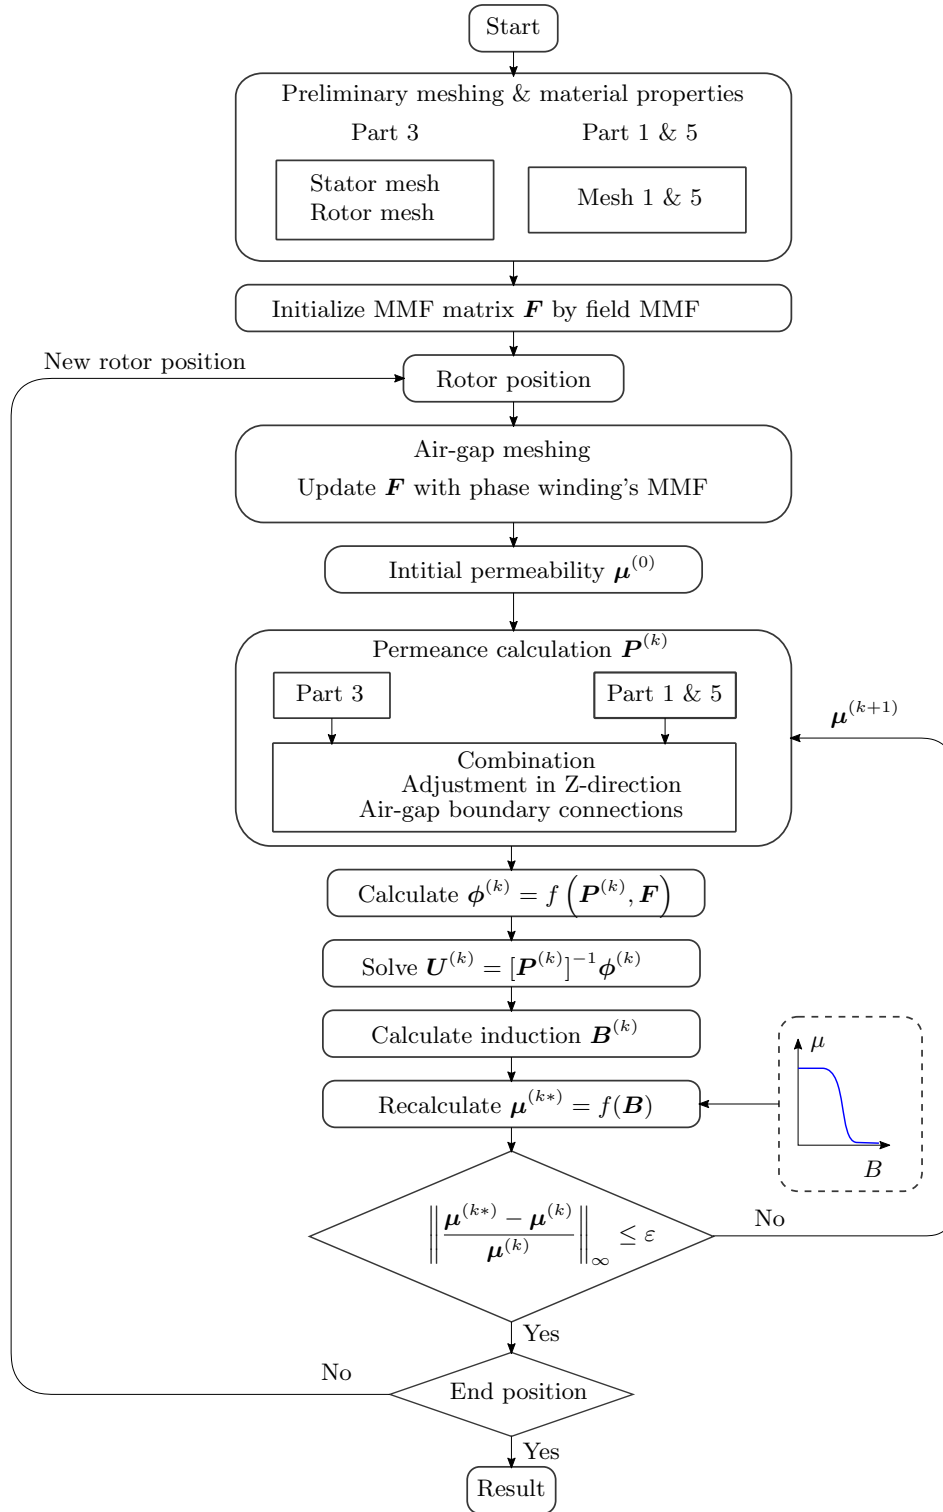 Start
Preliminary meshing & material properties
Part 3
Part 1 & 5
Stator mesh
Rotor mesh
Mesh 1 & 5
Initialize MMF matrix F by field MMF
New rotor position
Rotor position
Air-gap meshing
Update F with phase winding's MMF
Intitial permeability μ^(0)
Permeance calculation P^(k)
Part 3
Part 1 & 5
μ^(k+1)
Combination
Adjustment in Z-direction
Air-gap boundary connections
Calculate ϕ^(k) = f (P^(k), F)
Solve U^(k) = [P^(k)]^−1 ϕ^(k)
Calculate induction B^(k)
μ
Recalculate μ^(k∗) = f(B)
B
‖(μ^(k∗) − μ^(k)) / μ^(k)‖_∞ ≤ ε
No
Yes
No
End position
Yes
Result